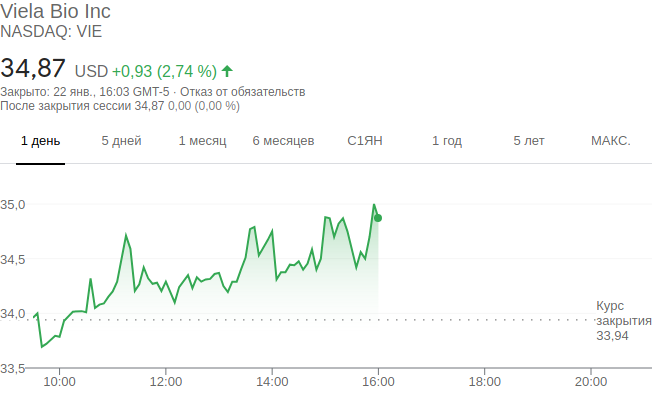 Viela Bio Inc
NASDAQ: VIE
34,87 USD +0,93 (2,74 %)
Закрыто: 22 янв., 16:03 GMT-5 · Отказ от обязательств
После закрытия сессии 34,87 0,00 (0,00 %)
1 день 5 дней 1 месяц 6 месяцев С1ЯН 1 год 5 лет МАКС.
35,0
34,5
34,0
Курс
закрытия
33,94
33,5
10:00 12:00 14:00 16:00 18:00 20:00